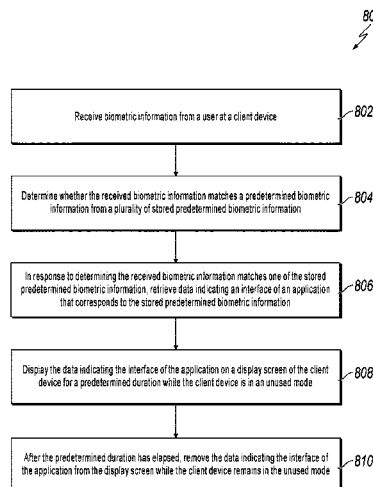 80
Receive biometric information from a user at a client device
802
Determine whether the received biometric information matches a predetermined biometric
information from a plurality of stored predetermined biometric information
804
In response to determining the received biometric information matches one of the stored
predetermined biometric information, retrieve data indicating an interface of an application
that corresponds to the stored predetermined biometric information
806
Display the data indicating the interface of the application on a display screen of the client
device for a predetermined duration while the client device is in an unused mode
808
After the predetermined duration has elapsed, remove the data indicating the interface of
the application from the display screen while the client device remains in the unused mode
810